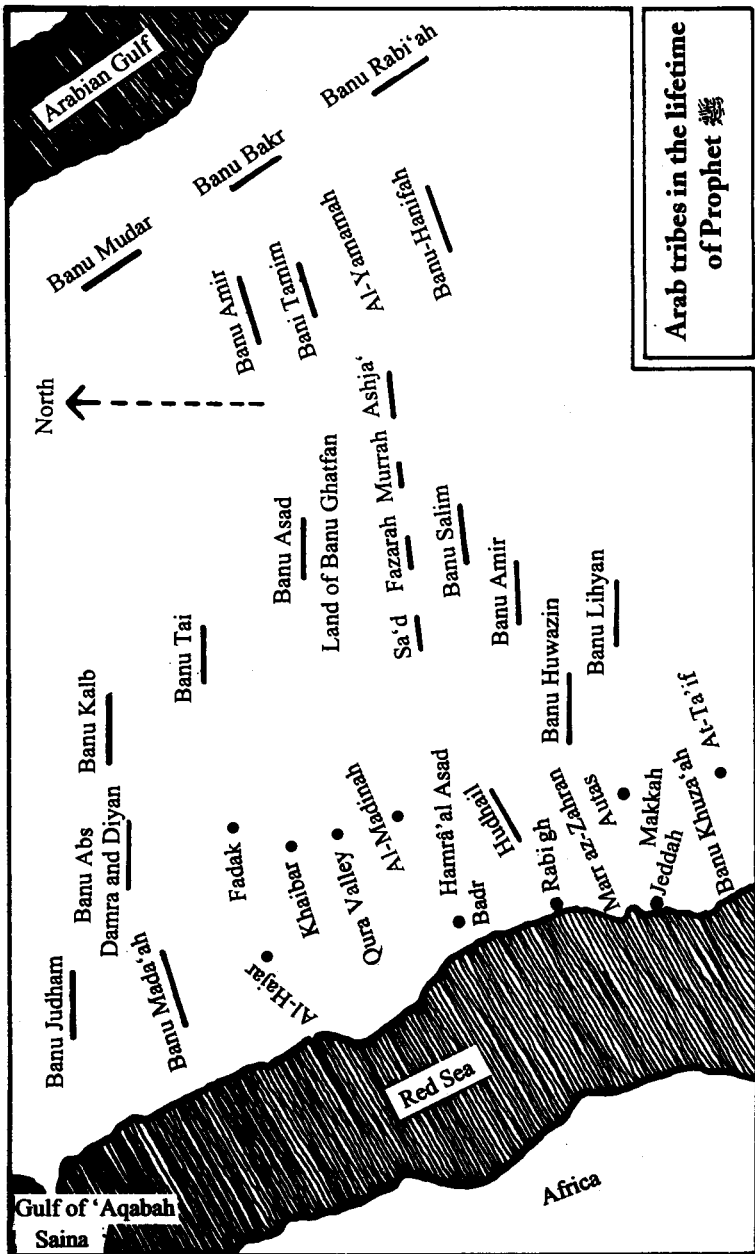 Arab tribes in the lifetime
of Prophet ﷺ
Arabian Gulf
Banu Rabi‘ah
Banu Bakr
Banu Mudar
Banu-Hanifah
Al-Yamamah
Bani Tamim
Banu Amir
North
Ashja‘
Murrah
Fazarah
Sa‘d
Land of Banu Ghatfan
Banu Asad
Banu Salim
Banu Amir
Banu Tai
Banu Lihyan
Banu Huwazin
Banu Kalb
Banu Abs
Damra and Diyan
Fadak
Khaibar
Qura Valley
Al-Madinah
Hamrâ’al Asad
Badr
Hudhail
Rabigh
Marr az-Zahran
Autas
Makkah
Jeddah
At-Ta’if
Banu Khuza‘ah
Al-Hajar
Banu Judham
Banu Mada‘ah
Red Sea
Africa
Gulf of ‘Aqabah
Saina